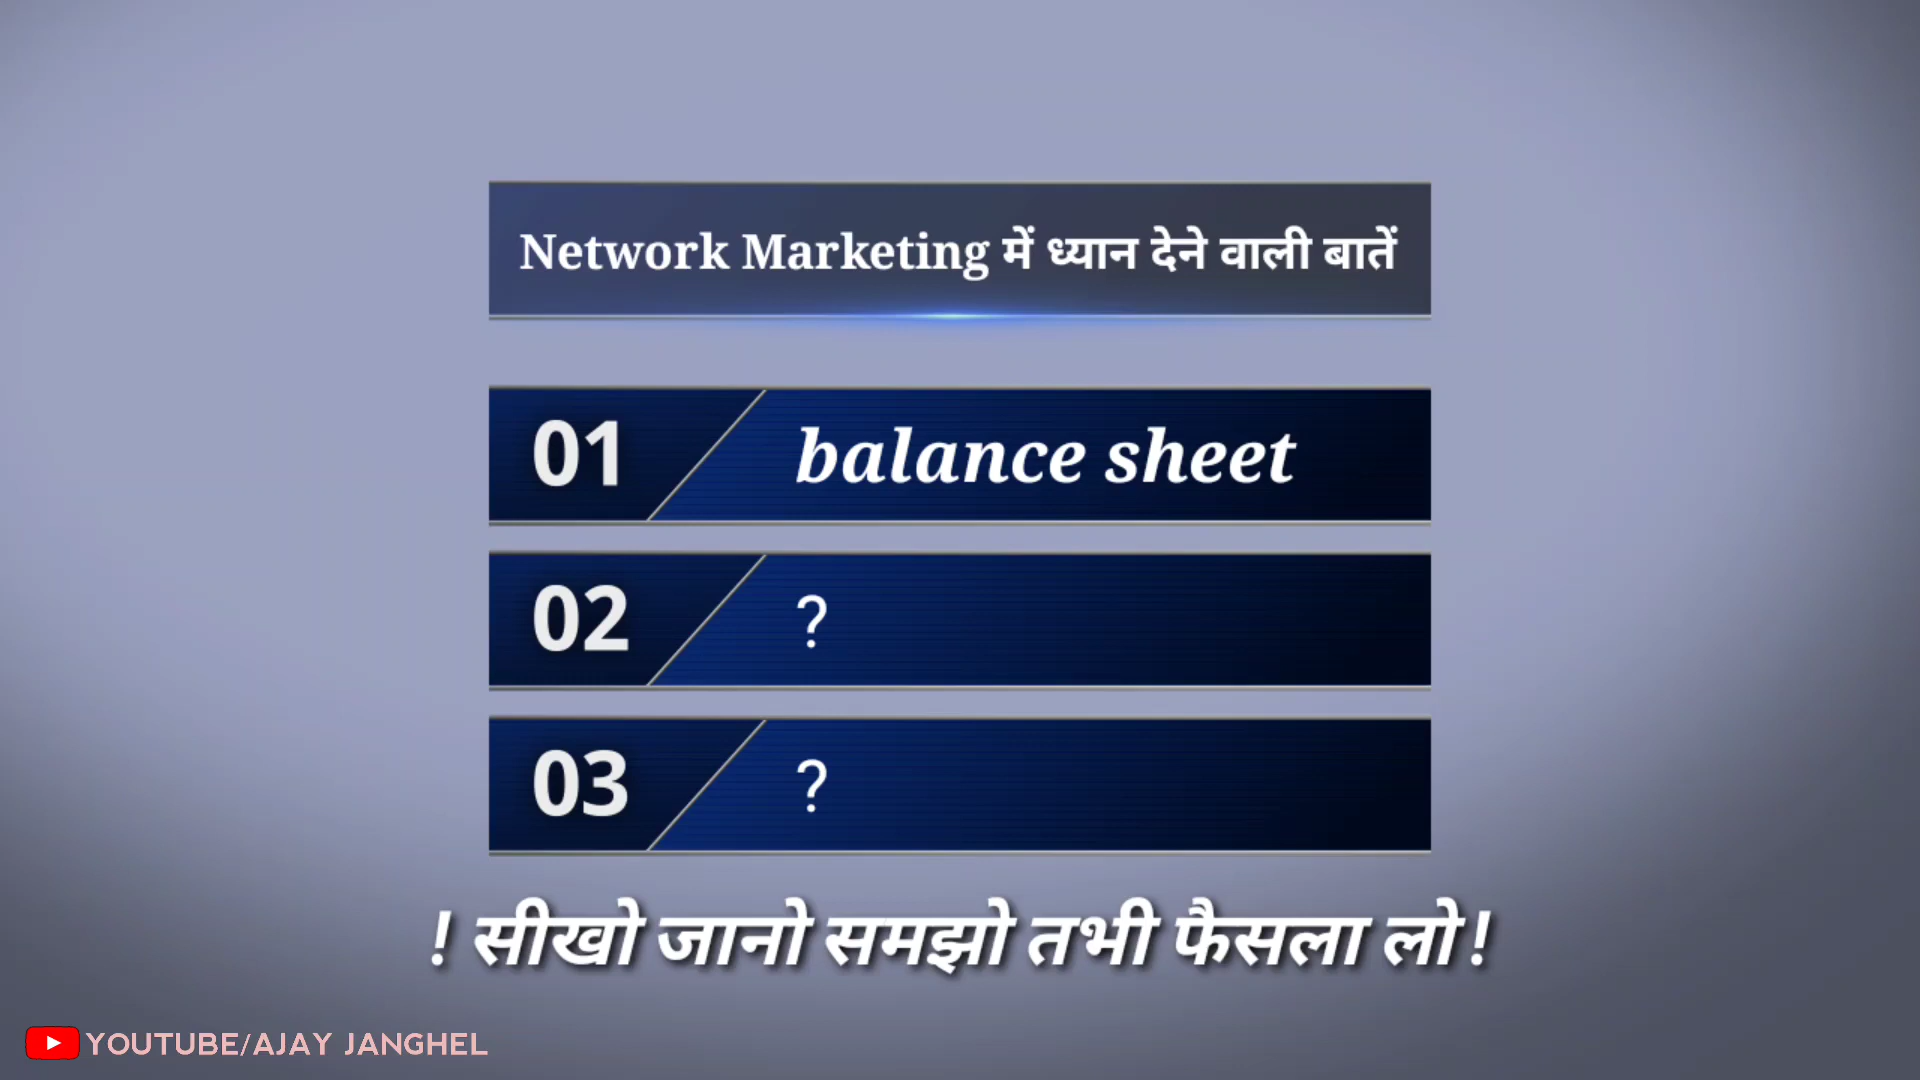 Network Marketing में ध्यान देने वाली बातें
01 balance sheet
02 ?
03 ?
! सीखो जानो समझो तभी फैसला लो!
YOUTUBE/AJAY JANGHEL